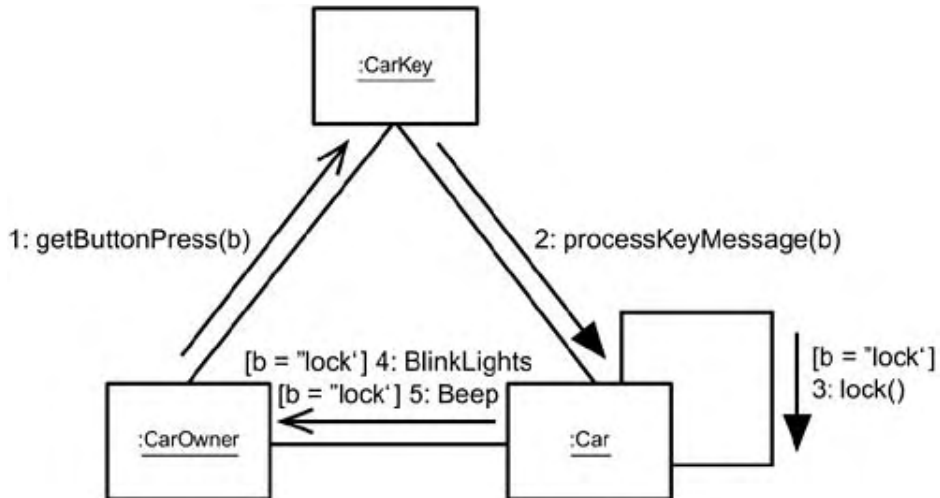 :CarKey
1: getButtonPress(b)
2: processKeyMessage(b)
[b = "lock‘] 4: BlinkLights
[b = "lock‘] 5: Beep
[b = "lock‘]
3: lock()
:CarOwner
:Car